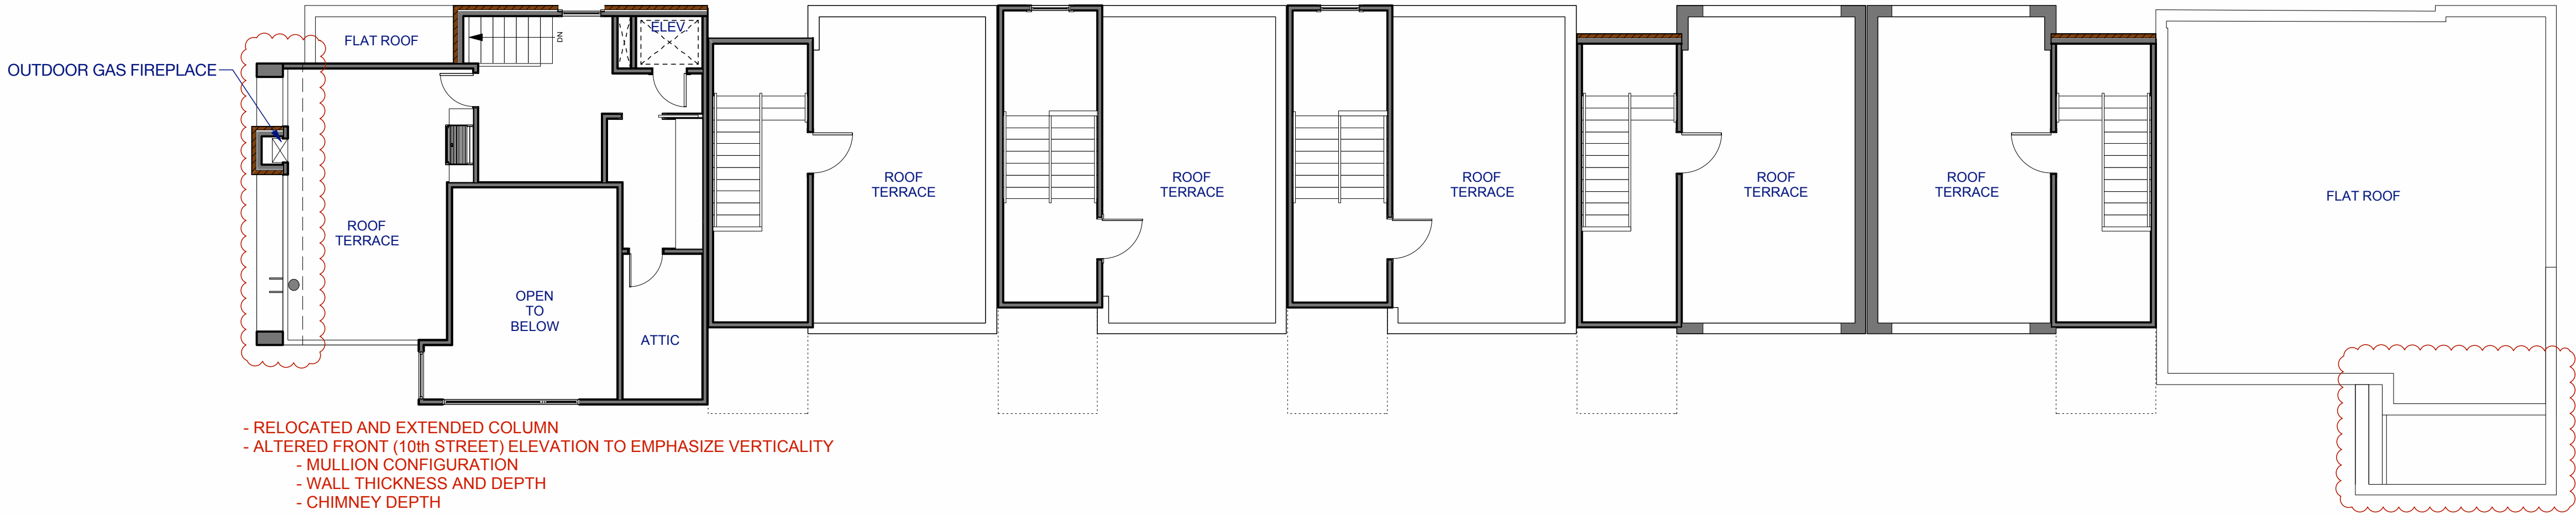 FLAT ROOF
ELEV.
DN
OUTDOOR GAS FIREPLACE
ROOF
TERRACE
ROOF
TERRACE
ROOF
TERRACE
ROOF
TERRACE
ROOF
TERRACE
ROOF
TERRACE
FLAT ROOF
OPEN
TO
BELOW
ATTIC
- RELOCATED AND EXTENDED COLUMN
- ALTERED FRONT (10th STREET) ELEVATION TO EMPHASIZE VERTICALITY
- MULLION CONFIGURATION
- WALL THICKNESS AND DEPTH
- CHIMNEY DEPTH